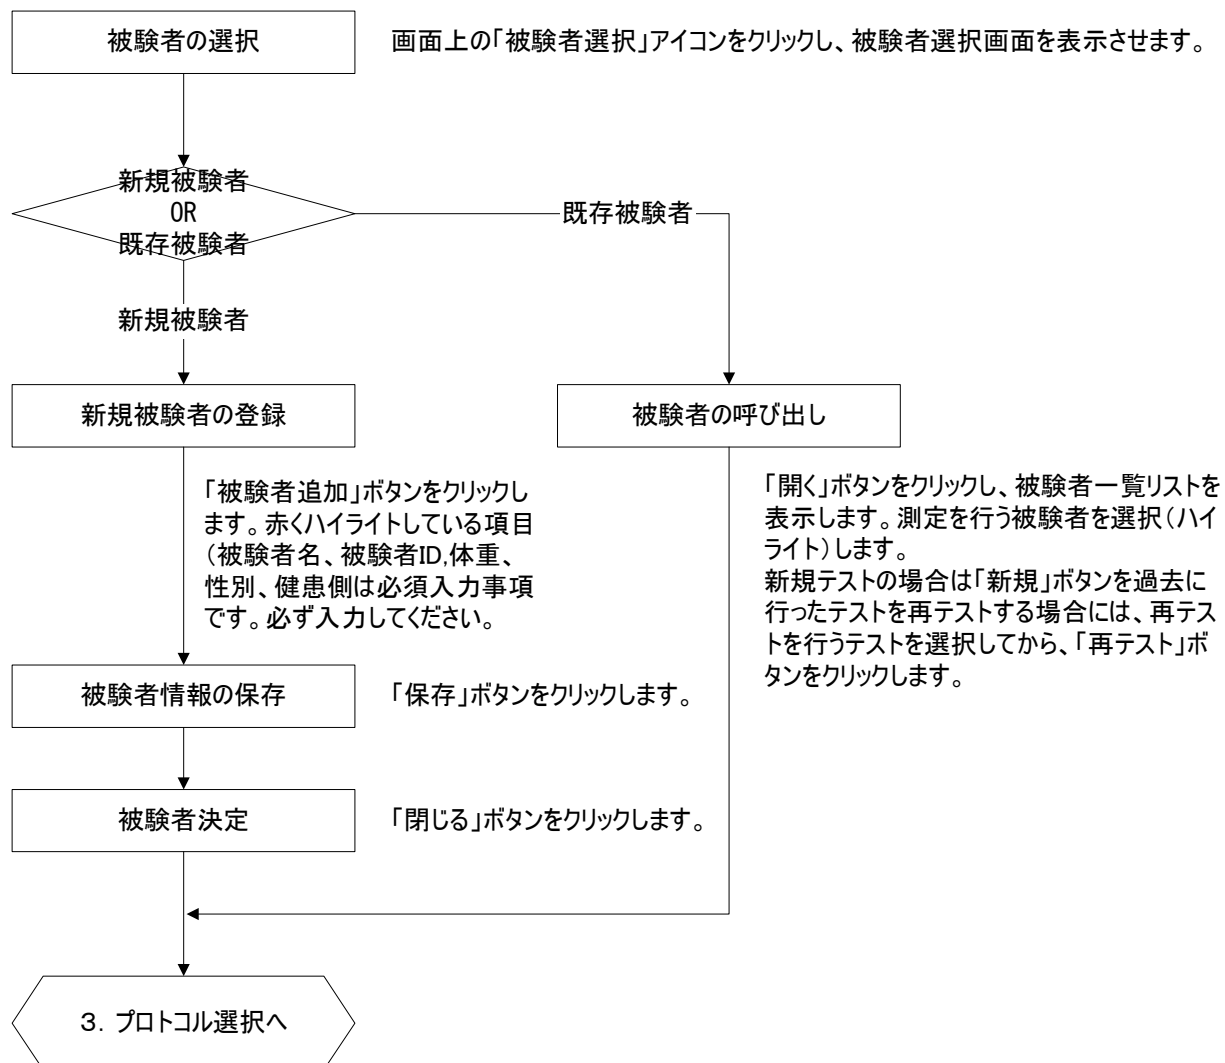 被験者の選択
画面上の「被験者選択」アイコンをクリックし、被験者選択画面を表示させます。
新規被験者
OR
既存被験者
既存被験者
新規被験者
新規被験者の登録
被験者の呼び出し
「被験者追加」ボタンをクリックし
ます。赤くハイライトしている項目
(被験者名、被験者ID,体重、
性別、健患側は必須入力事項
です。必ず入力してください。
「開く」ボタンをクリックし、被験者一覧リストを
表示します。測定を行う被験者を選択(ハイ
ライト)します。
新規テストの場合は「新規」ボタンを過去に
行ったテストを再テストする場合には、再テス
トを行うテストを選択してから、「再テスト」ボ
タンをクリックします。
被験者情報の保存
「保存」ボタンをクリックします。
被験者決定
「閉じる」ボタンをクリックします。
3．プロトコル選択へ